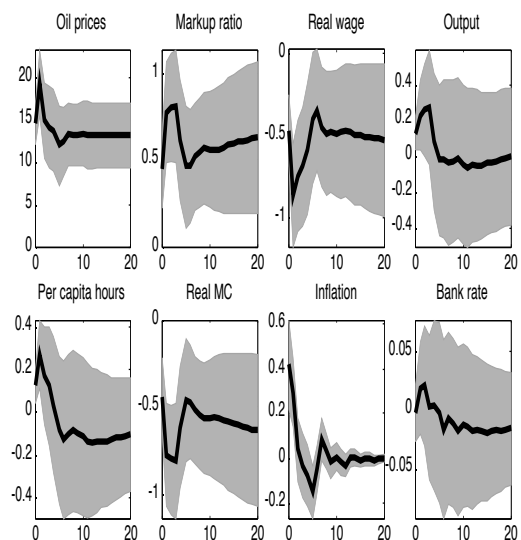 Oil prices Markup ratio Real wage Output
20 1 0 0.4
15 0.2
10 0.5 -0.5 0
5 -0.2
0 0 -1 -0.4
0 10 20 0 10 20 0 10 20 0 10 20
Per capita hours Real MC Inflation Bank rate
0.4 0 0.6
0.2 0.4 0.05
0 -0.5 0.2 0
-0.2 0 -0.05
-0.4 -1 -0.2
0 10 20 0 10 20 0 10 20 0 10 20